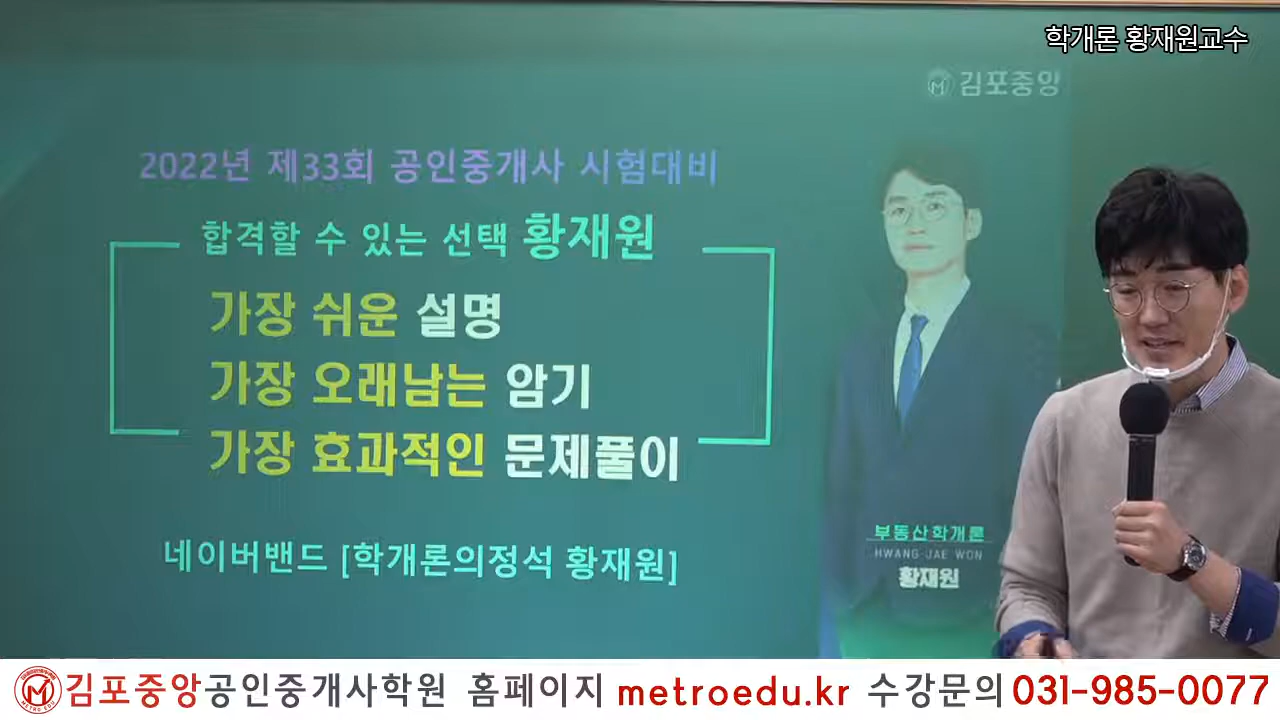 학개론 황재원교수
김포중앙
2022년 제33회 공인중개사 시험대비
합격할 수 있는 선택 황재원
가장 쉬운 설명
가장 오래남는 암기
가장 효과적인 문제풀이
네이버밴드 [학개론의정석 황재원]
부동산학개론
HWANG JAE WON
황재원
METRO EDU
김포중앙공인중개사학원 홈페이지 metroedu.kr 수강문의 031-985-0077